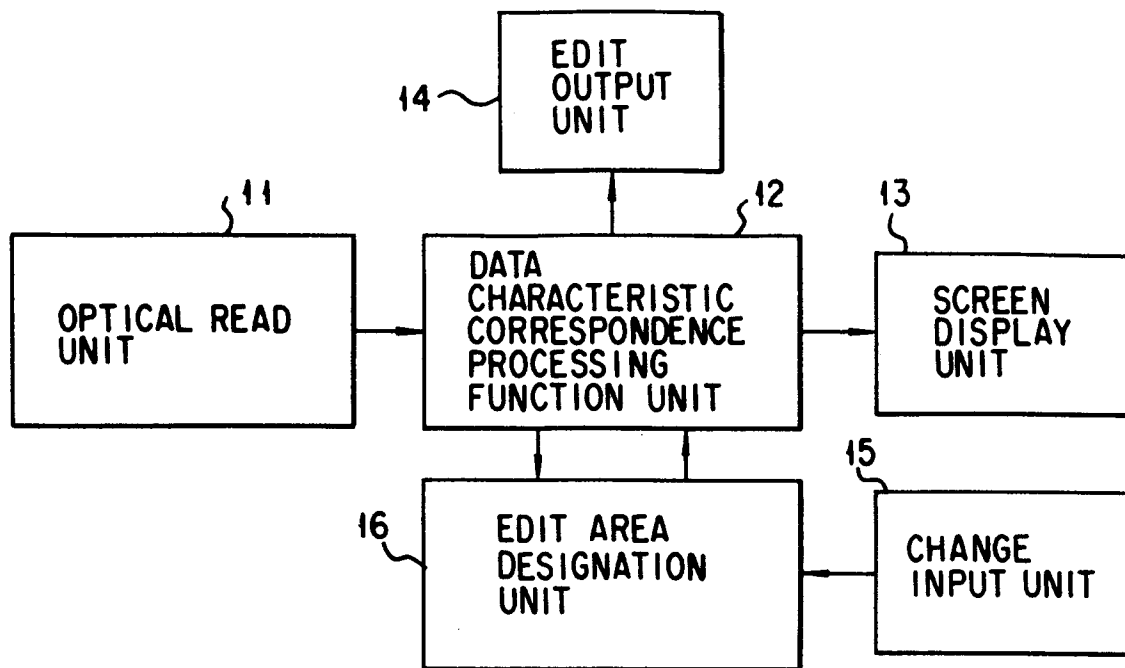 EDIT
OUTPUT
UNIT
14
11
12
13
OPTICAL READ
UNIT
DATA
CHARACTERISTIC
CORRESPONDENCE
PROCESSING
FUNCTION UNIT
SCREEN
DISPLAY
UNIT
15
16
EDIT AREA
DESIGNATION
UNIT
CHANGE
INPUT UNIT